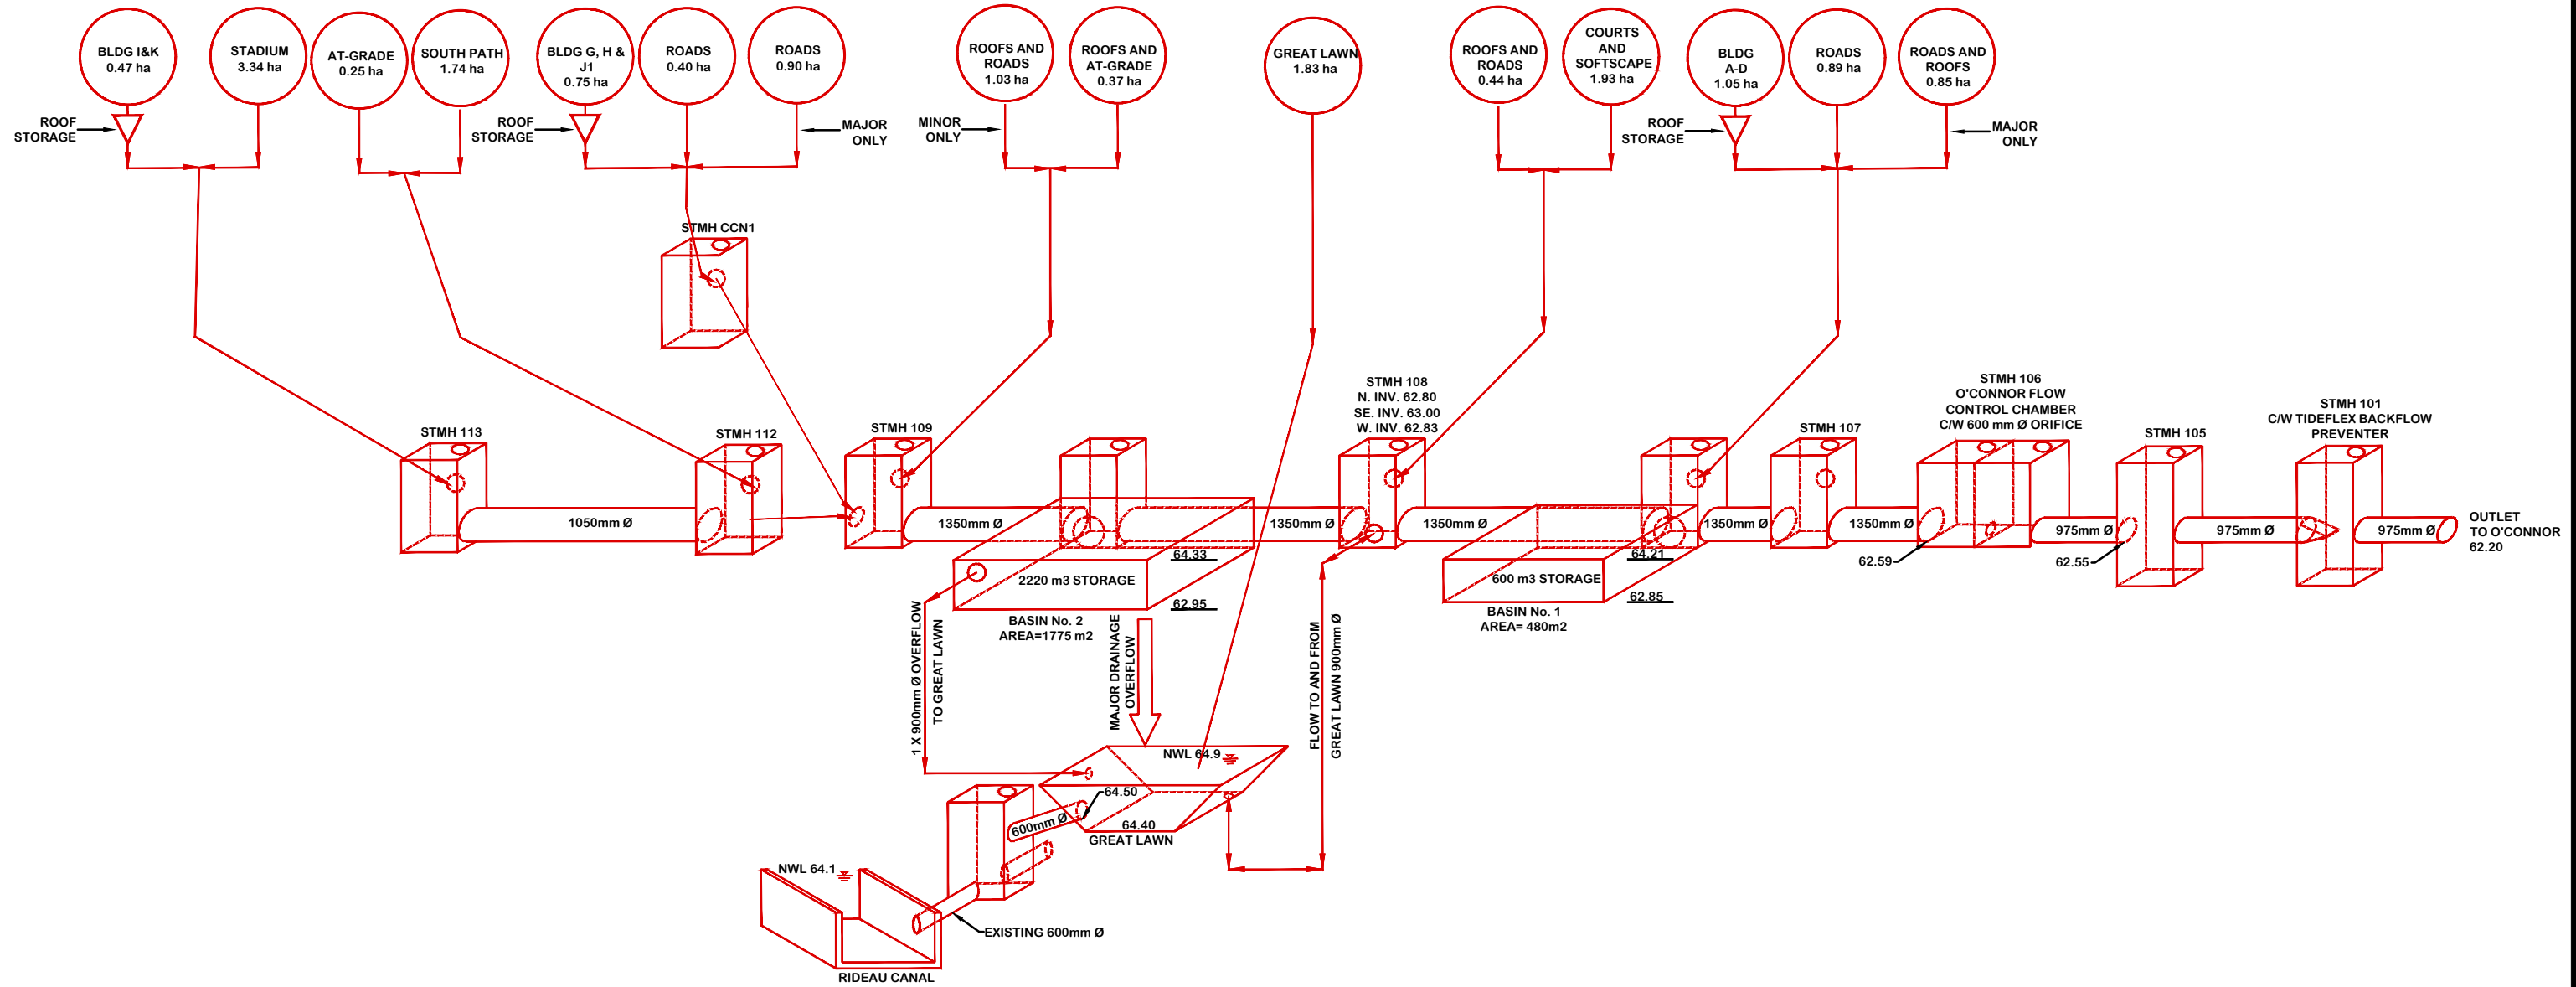 BLDG I&K
0.47 ha
STADIUM
3.34 ha
AT-GRADE
0.25 ha
SOUTH PATH
1.74 ha
BLDG G, H &
J1
0.75 ha
ROADS
0.40 ha
ROADS
0.90 ha
ROOFS AND
ROADS
1.03 ha
ROOFS AND
AT-GRADE
0.37 ha
GREAT LAWN
1.83 ha
ROOFS AND
ROADS
0.44 ha
COURTS
AND
SOFTSCAPE
1.93 ha
BLDG
A-D
1.05 ha
ROADS
0.89 ha
ROADS AND
ROOFS
0.85 ha
ROOF
STORAGE
ROOF
STORAGE
MAJOR
ONLY
MINOR
ONLY
ROOF
STORAGE
MAJOR
ONLY
STMH CCN1
STMH 113
STMH 112
STMH 109
STMH 108
N. INV. 62.80
SE. INV. 63.00
W. INV. 62.83
STMH 107
STMH 106
O'CONNOR FLOW
CONTROL CHAMBER
C/W 600 mm Ø ORIFICE
STMH 105
STMH 101
C/W TIDEFLEX BACKFLOW
PREVENTER
1050mm Ø
1350mm Ø
1350mm Ø
1350mm Ø
1350mm Ø
1350mm Ø
975mm Ø
975mm Ø
975mm Ø
OUTLET
TO O'CONNOR
62.20
64.33
2220 m3 STORAGE
62.95
BASIN No. 2
AREA=1775 m2
64.21
600 m3 STORAGE
62.85
BASIN No. 1
AREA= 480m2
62.59
62.55
1 X 900mm Ø OVERFLOW
TO GREAT LAWN
MAJOR DRAINAGE
OVERFLOW
FLOW TO AND FROM
GREAT LAWN 900mm Ø
NWL 64.9
64.50
600mm Ø
64.40
GREAT LAWN
NWL 64.1
EXISTING 600mm Ø
RIDEAU CANAL